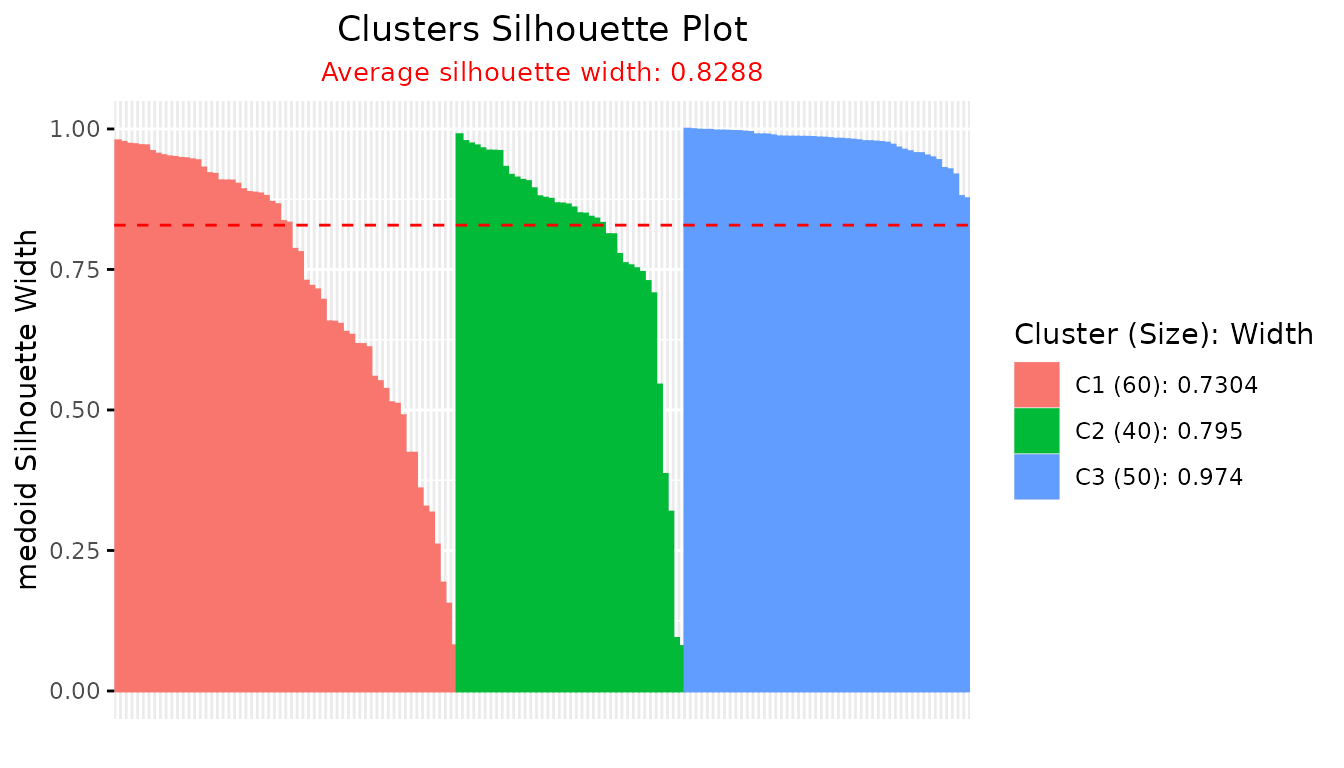 Clusters Silhouette Plot
Average silhouette width: 0.8288
medoid Silhouette Width
1.00
0.75
0.50
0.25
0.00
Cluster (Size): Width
C1 (60): 0.7304
C2 (40): 0.795
C3 (50): 0.974